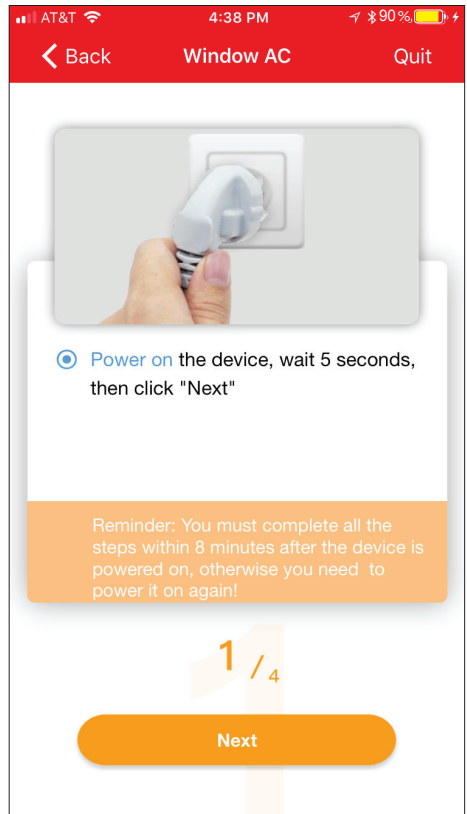 AT&T 4:38 PM 90%
Back Window AC Quit
Power on the device, wait 5 seconds,
then click "Next"
Reminder: You must complete all the
steps within 8 minutes after the device is
powered on, otherwise you need to
power it on again!
1 / 4
Next